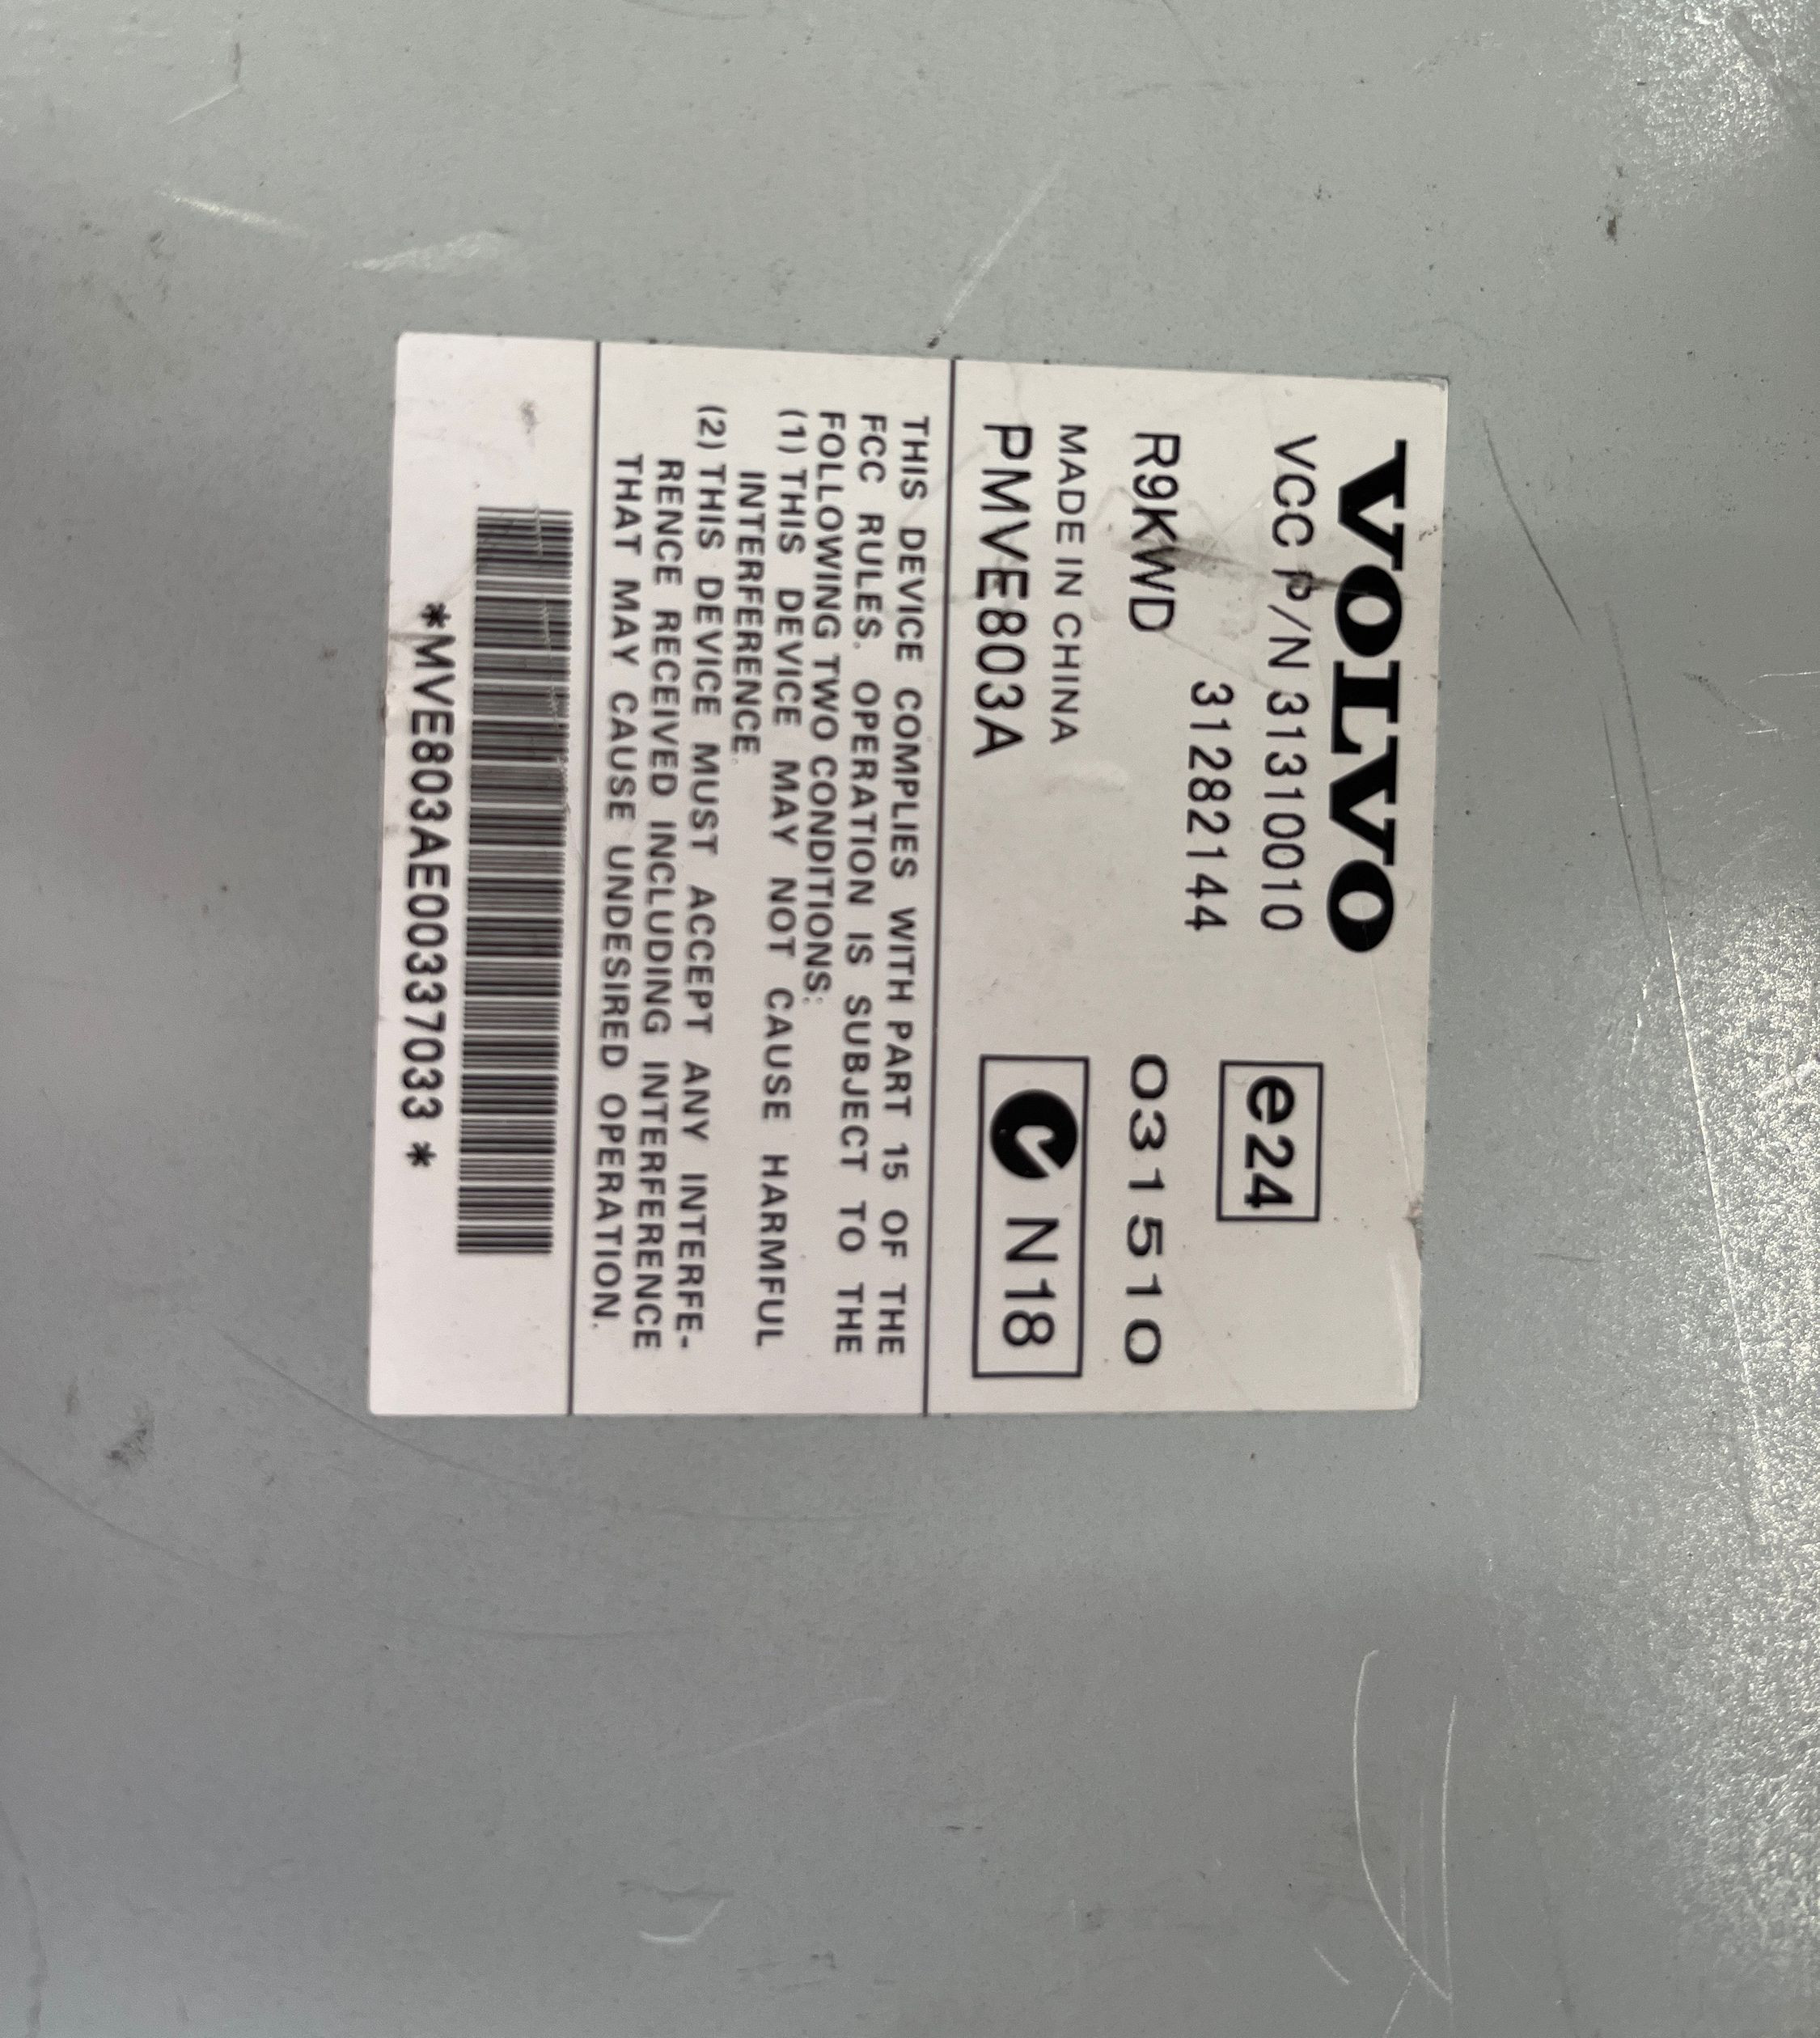 VOLVO
VCC P/N 31310010
31282144
e24
R9KWD
031510
MADE IN CHINA
PMVE803A
N18
THIS DEVICE COMPLIES WITH PART 15 OF THE
FCC RULES. OPERATION IS SUBJECT TO THE
FOLLOWING TWO CONDITIONS:
(1) THIS DEVICE MAY NOT CAUSE HARMFUL
INTERFERENCE.
(2) THIS DEVICE MUST ACCEPT ANY INTERFE-
RENCE RECEIVED INCLUDING INTERFERENCE
THAT MAY CAUSE UNDESIRED OPERATION.
*MVE803AE00337033 *